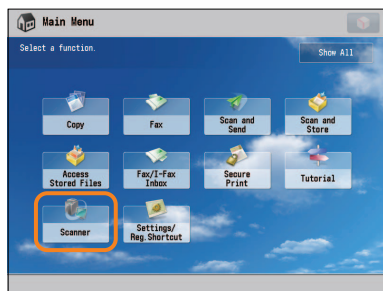 Main Menu
Select a function.
Show All
Copy
Fax
Scan and
Send
Scan and
Store
Access
Stored Files
Fax/I-Fax
Inbox
Secure
Print
Tutorial
Scanner
Settings/
Reg.Shortcut